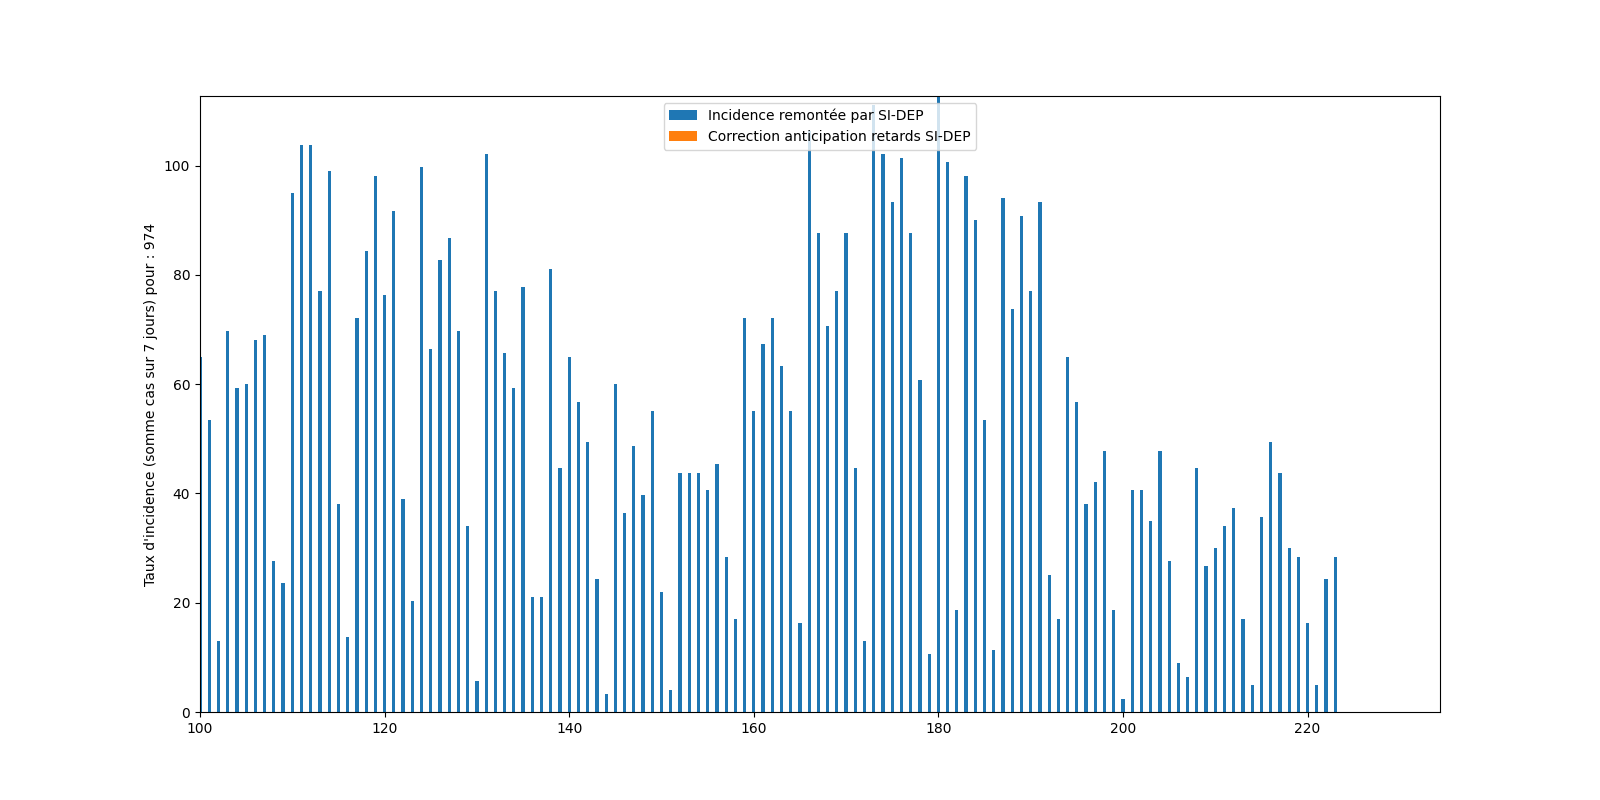 Incidence remontée par SI-DEP
Correction anticipation retards SI-DEP
Taux d'incidence (somme cas sur 7 jours) pour : 974
100
80
60
40
20
0
100 120 140 160 180 200 220